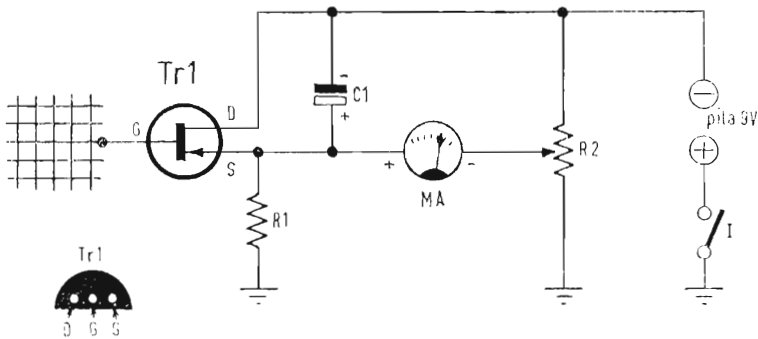 Tr1
G
D
S
-
C1
+
+
MA
-
R1
R2
-
pila 9V
+
I
Tr1
D G S